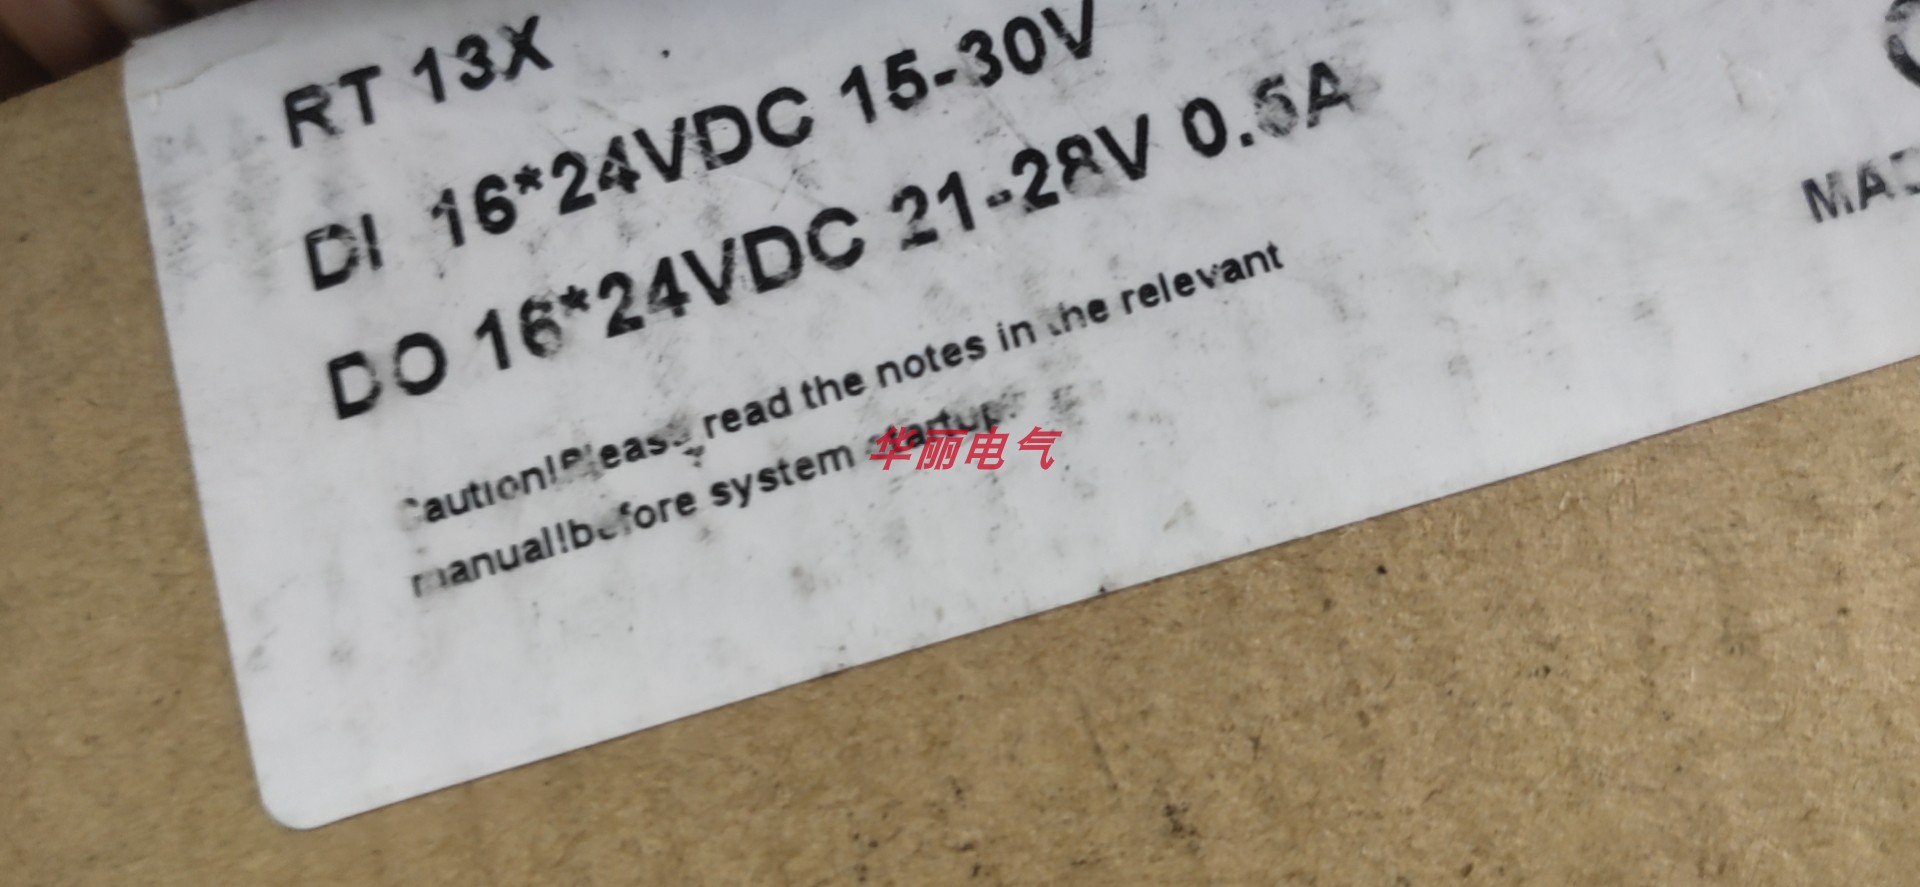 RT 13X
DI 16*24VDC 15-30V
DO 16*24VDC 21-28V 0.5A
Caution!Please read the notes in the relevant
manual!before system startup.
华丽电气